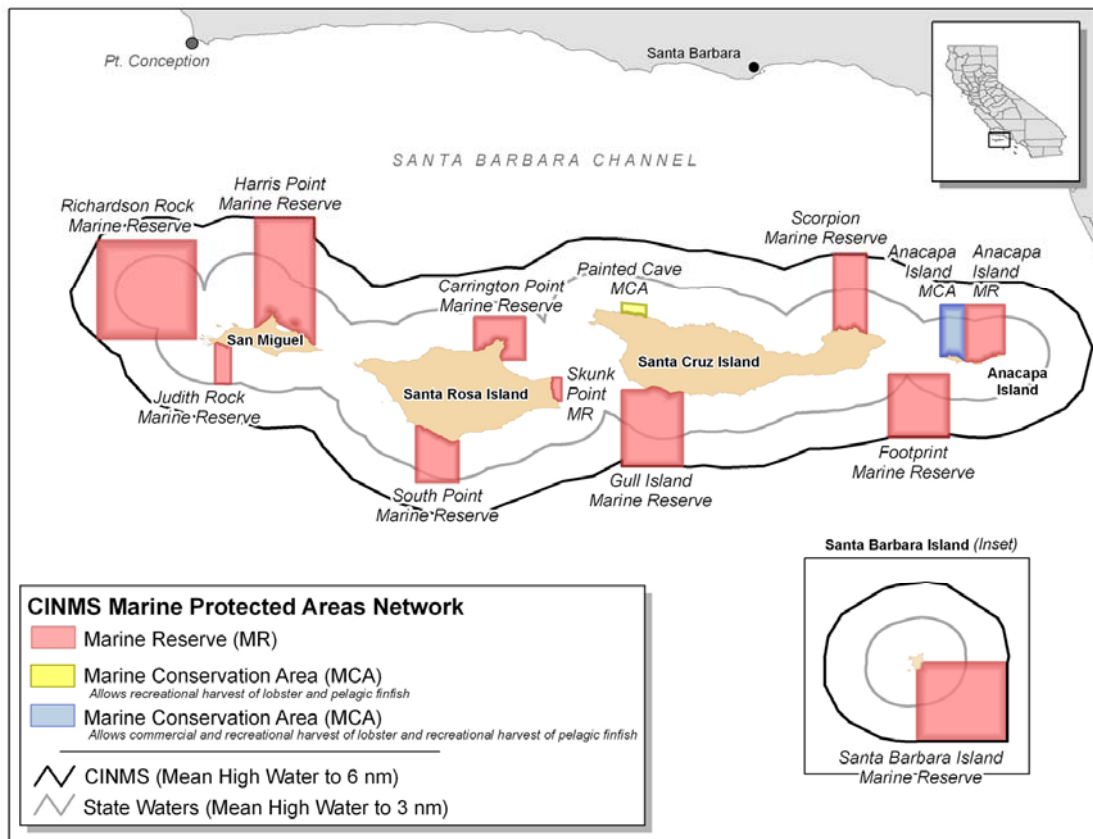 Pt. Conception
Santa Barbara
SANTA BARBARA CHANNEL
Richardson Rock
Marine Reserve
Harris Point
Marine Reserve
Carrington Point
Marine Reserve
Painted Cave
MCA
Scorpion
Marine Reserve
Anacapa
Island
MCA
Anacapa
Island
MR
San Miguel
Santa Rosa Island
Santa Cruz Island
Anacapa
Island
Judith Rock
Marine Reserve
Skunk
Point
MR
South Point
Marine Reserve
Gull Island
Marine Reserve
Footprint
Marine Reserve
Santa Barbara Island (Inset)
Santa Barbara Island
Marine Reserve
CINMS Marine Protected Areas Network
Marine Reserve (MR)
Marine Conservation Area (MCA)
Allows recreational harvest of lobster and pelagic finfish
Marine Conservation Area (MCA)
Allows commercial and recreational harvest of lobster and recreational harvest of pelagic finfish
CINMS (Mean High Water to 6 nm)
State Waters (Mean High Water to 3 nm)